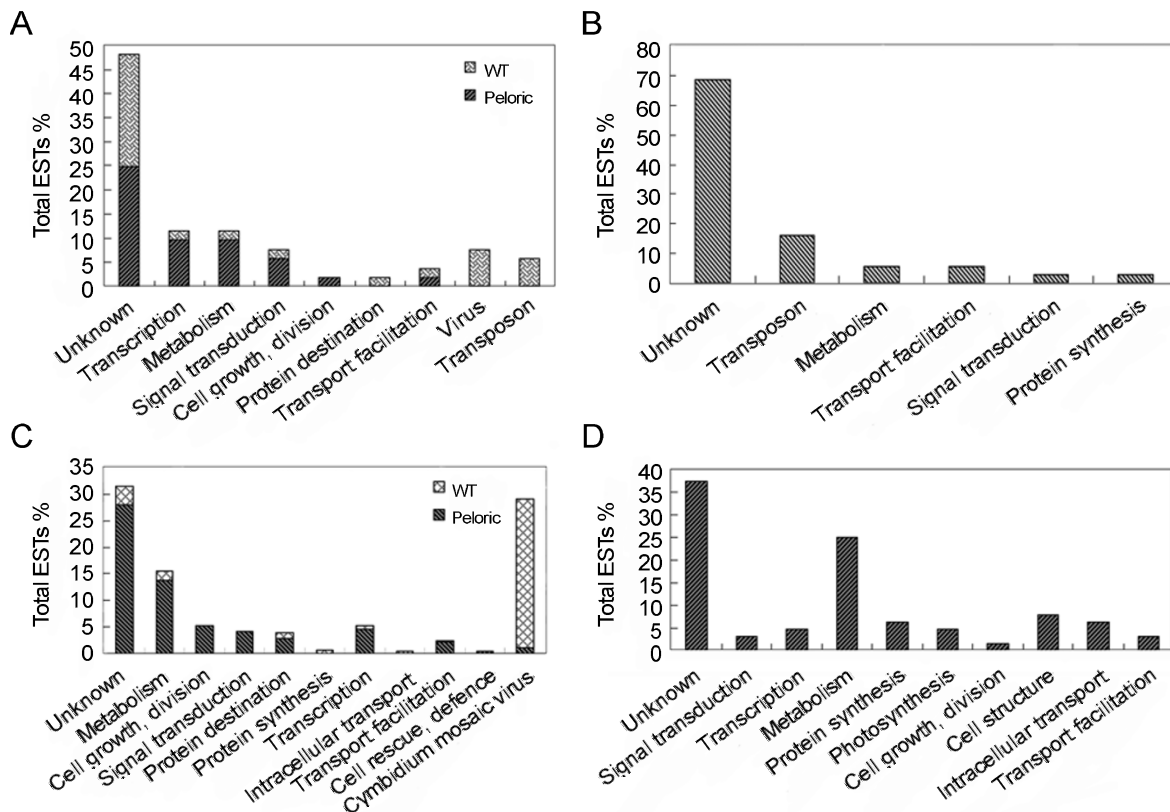 A
Total ESTs %
50
45
40
35
30
25
20
15
10
5
0
WT
Peloric
Unknown
Transcription
Metabolism
Signal transduction
Cell growth, division
Protein destination
Transport facilitation
Virus
Transposon
B
Total ESTs %
80
70
60
50
40
30
20
10
0
Unknown
Transposon
Metabolism
Transport facilitation
Signal transduction
Protein synthesis
C
Total ESTs %
35
30
25
20
15
10
5
0
WT
Peloric
Unknown
Metabolism
Cell growth, division
Signal transduction
Protein destination
Protein synthesis
Transcription
Intracellular transport
Transport facilitation
Cell rescue, defence
Cymbidium mosaic virus
D
Total ESTs %
40
35
25
20
15
10
5
0
Unknown
Signal transduction
Transcription
Metabolism
Protein synthesis
Photosynthesis
Cell growth, division
Cell structure
Intracellular transport
Transport facilitation